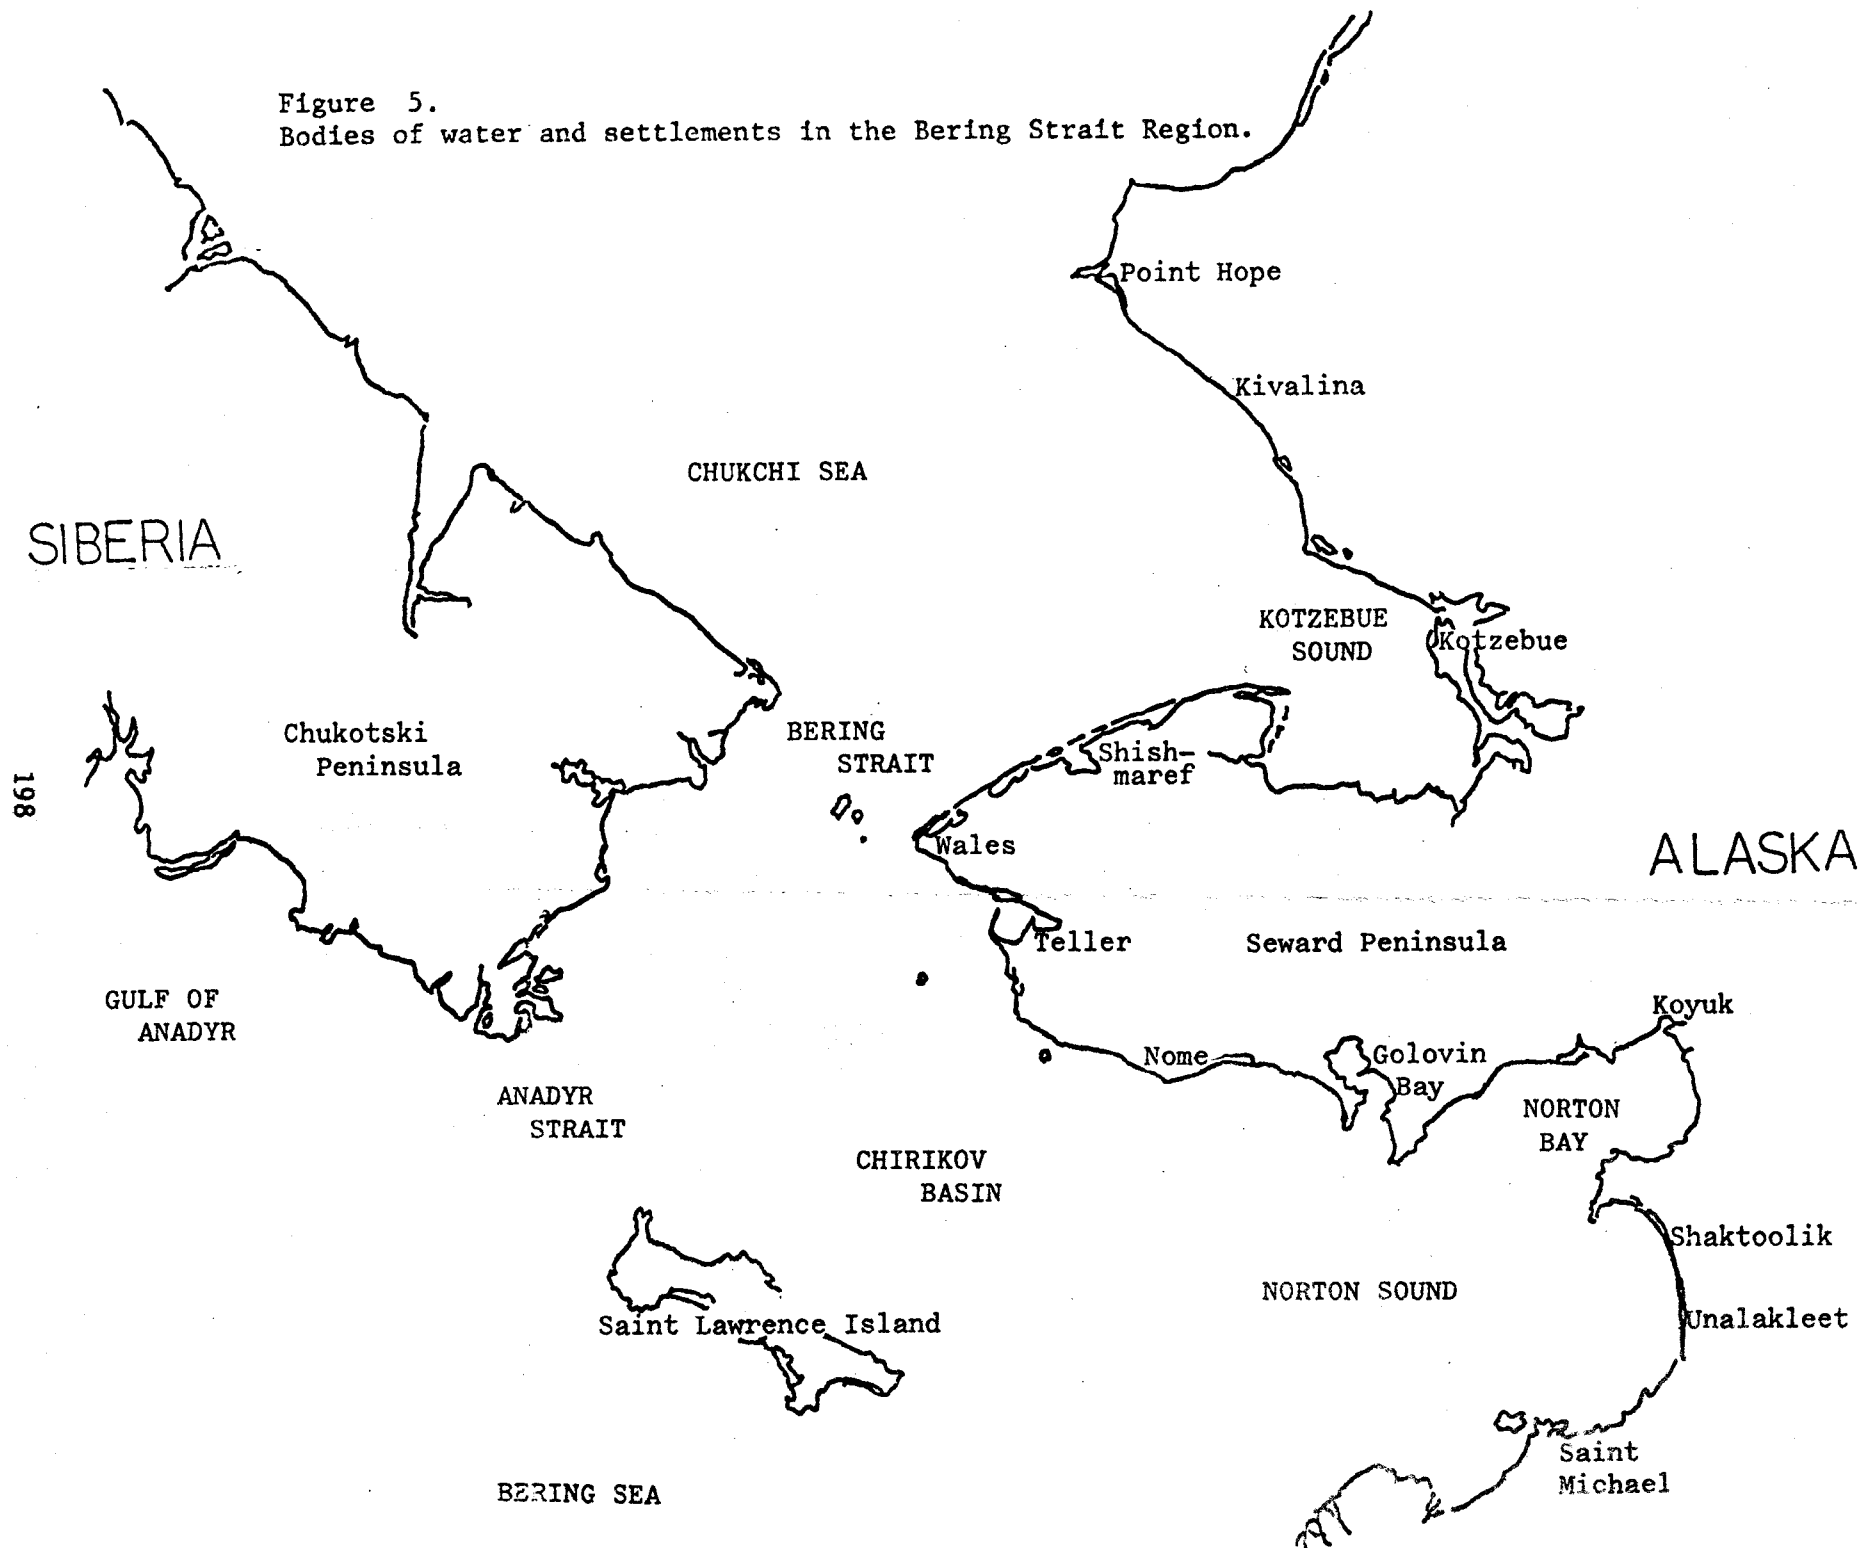 Figure 5.
Bodies of water and settlements in the Bering Strait Region.
Point Hope
Kivalina
CHUKCHI SEA
SIBERIA
KOTZEBUE
SOUND
Kotzebue
Chukotski
Peninsula
BERING
STRAIT
Shish-
maref
198
Wales
ALASKA
Teller
Seward Peninsula
GULF OF
ANADYR
Koyuk
Nome
Golovin
Bay
ANADYR
STRAIT
NORTON
BAY
CHIRIKOV
BASIN
Shaktoolik
NORTON SOUND
Saint Lawrence Island
Unalakleet
Saint
Michael
BERING SEA